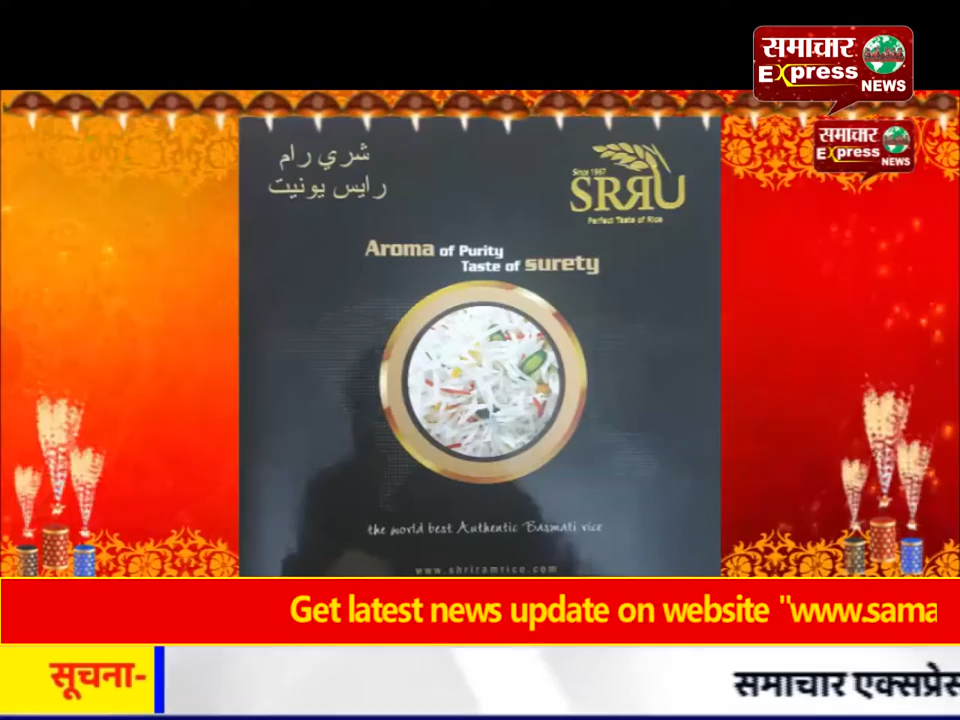 समाचार
Express
NEWS
समाचार
Express
NEWS
شري رام
رايس يونيت
Since 1967
SRRU
Perfect Taste of Rice
Aroma of Purity
Taste of surety
the world best Authentic Basmati rice
www.shriramrice.com
Get latest news update on website "www.sama
सूचना-
समाचार एक्सप्रेस